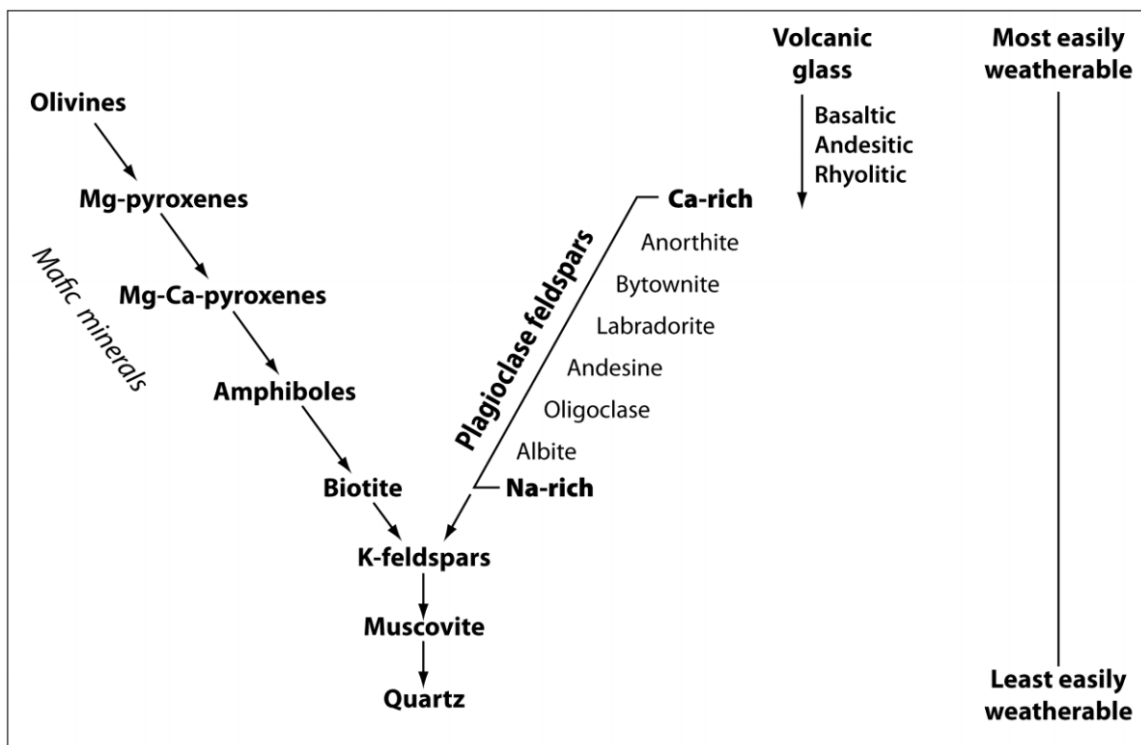 Volcanic
glass
Most easily
weatherable
Olivines
Basaltic
Andesitic
Rhyolitic
Mg-pyroxenes
Ca-rich
Anorthite
Mafic minerals
Plagioclase feldspars
Bytownite
Mg-Ca-pyroxenes
Labradorite
Andesine
Amphiboles
Oligoclase
Albite
Biotite
Na-rich
K-feldspars
Muscovite
Quartz
Least easily
weatherable